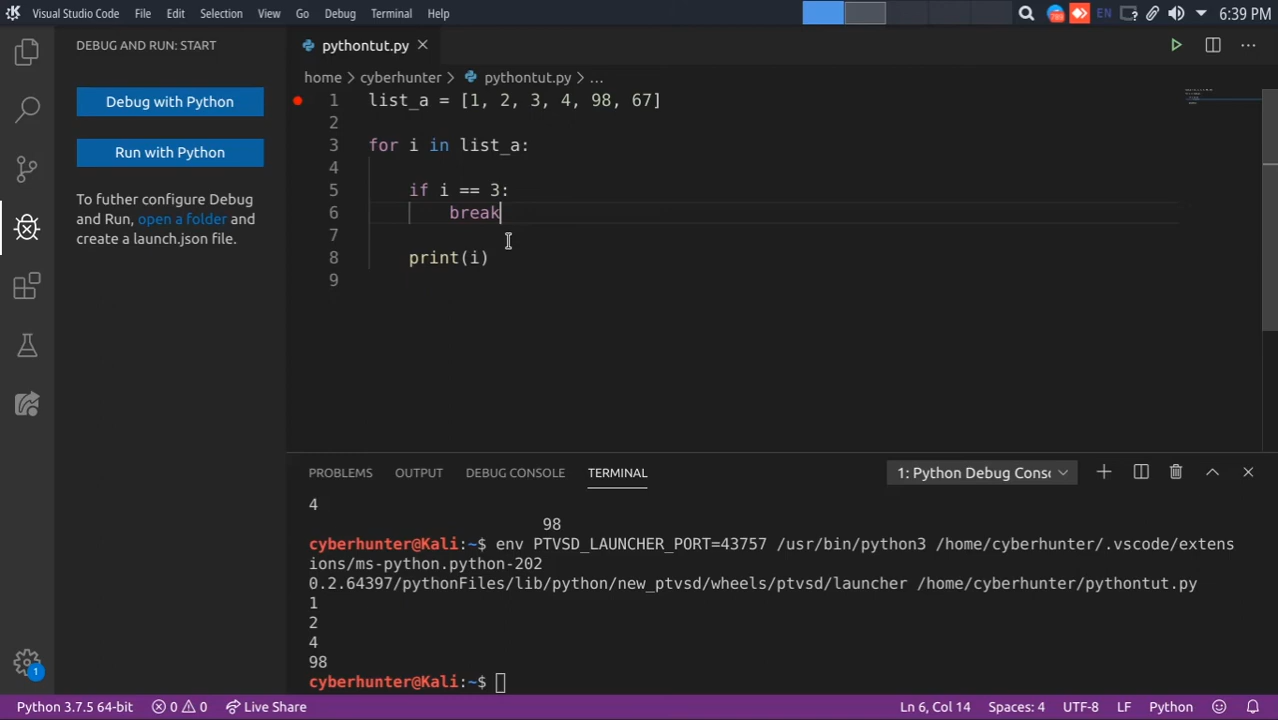 Visual Studio Code File Edit Selection View Go Debug Terminal Help EN 6:39 PM
DEBUG AND RUN: START
Debug with Python
Run with Python
To futher configure Debug
and Run, open a folder and
create a launch.json file.
pythontut.py
home > cyberhunter > pythontut.py > ...
1 list_a = [1, 2, 3, 4, 98, 67]
2
3 for i in list_a:
4
5 if i == 3:
6 break
7
8 print(i)
9
PROBLEMS OUTPUT DEBUG CONSOLE TERMINAL 1: Python Debug Conso
4
98
cyberhunter@Kali:~$ env PTVSD_LAUNCHER_PORT=43757 /usr/bin/python3 /home/cyberhunter/.vscode/extens
ions/ms-python.python-202
0.2.64397/pythonFiles/lib/python/new_ptvsd/wheels/ptvsd/launcher /home/cyberhunter/pythontut.py
1
2
4
98
cyberhunter@Kali:~$
1
Python 3.7.5 64-bit 0 0 Live Share Ln 6, Col 14 Spaces: 4 UTF-8 LF Python